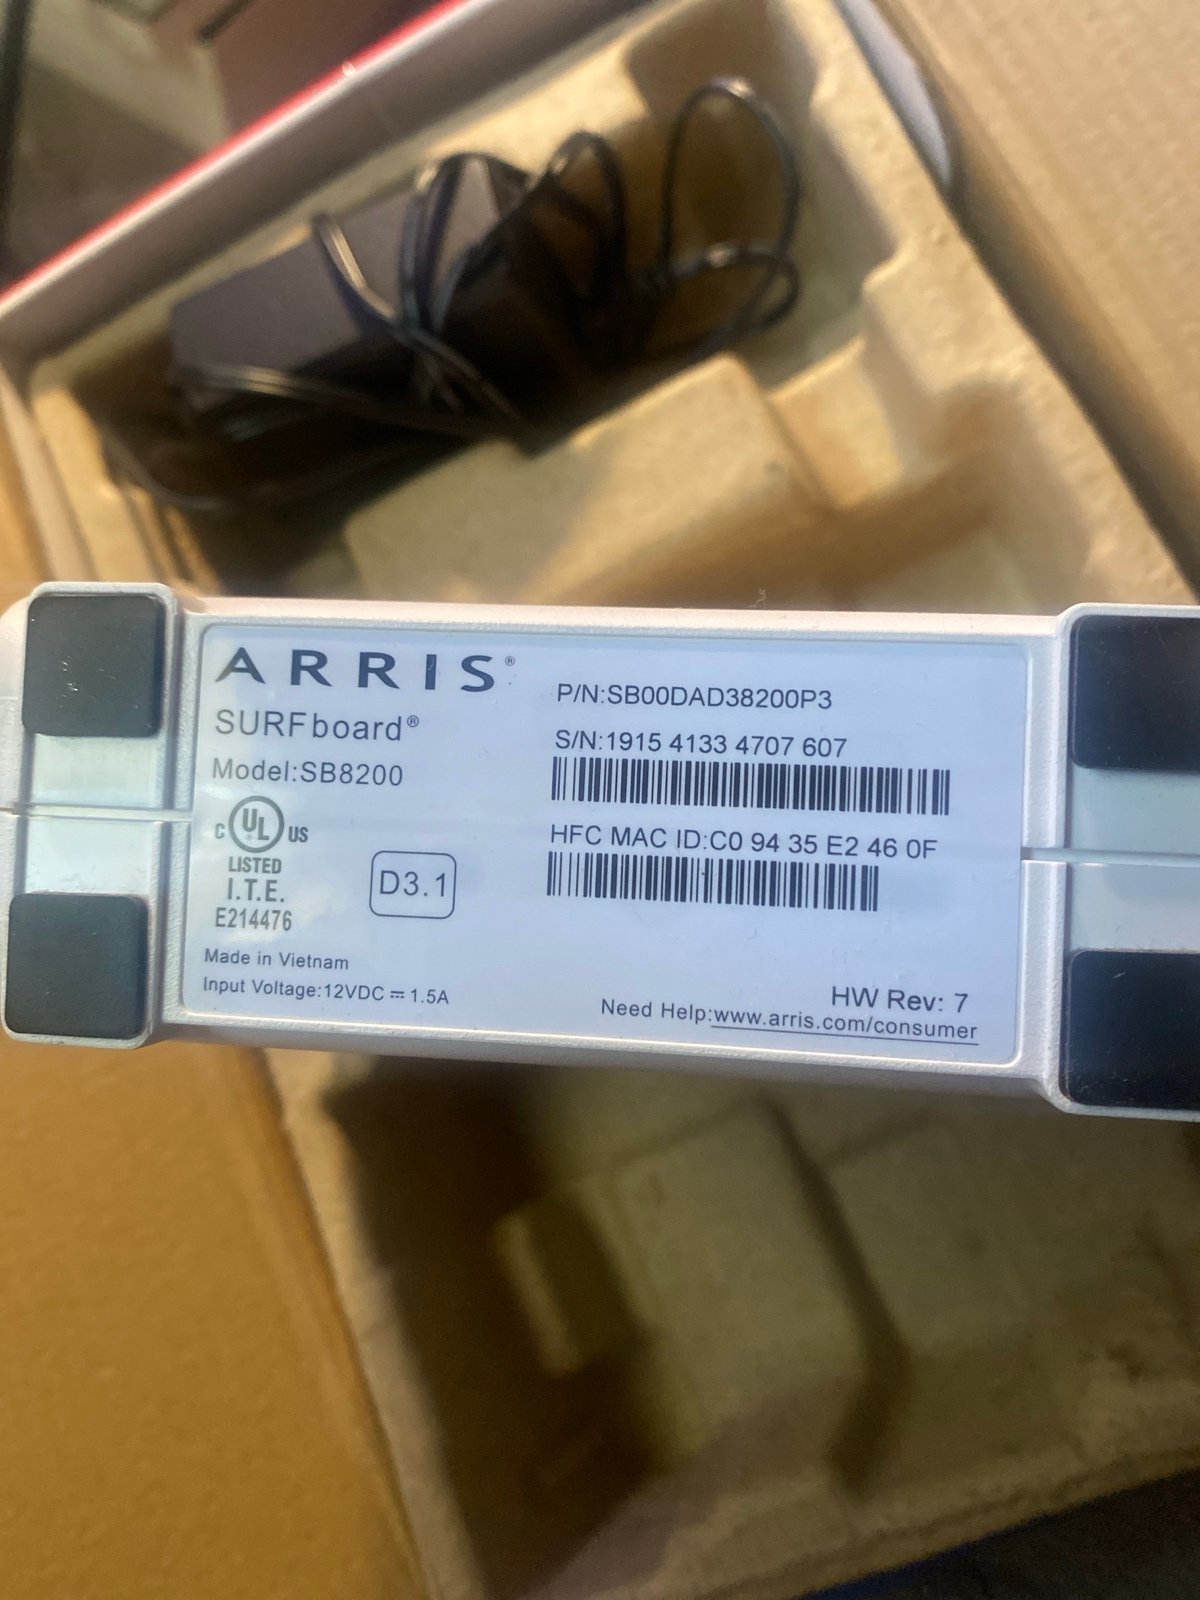 ARRIS®
SURFboard®
Model:SB8200
C UL US
LISTED
I.T.E.
E214476
D3.1
Made in Vietnam
Input Voltage:12VDC ⎓ 1.5A
P/N:SB00DAD38200P3
S/N:1915 4133 4707 607
HFC MAC ID:C0 94 35 E2 46 0F
HW Rev: 7
Need Help:www.arris.com/consumer